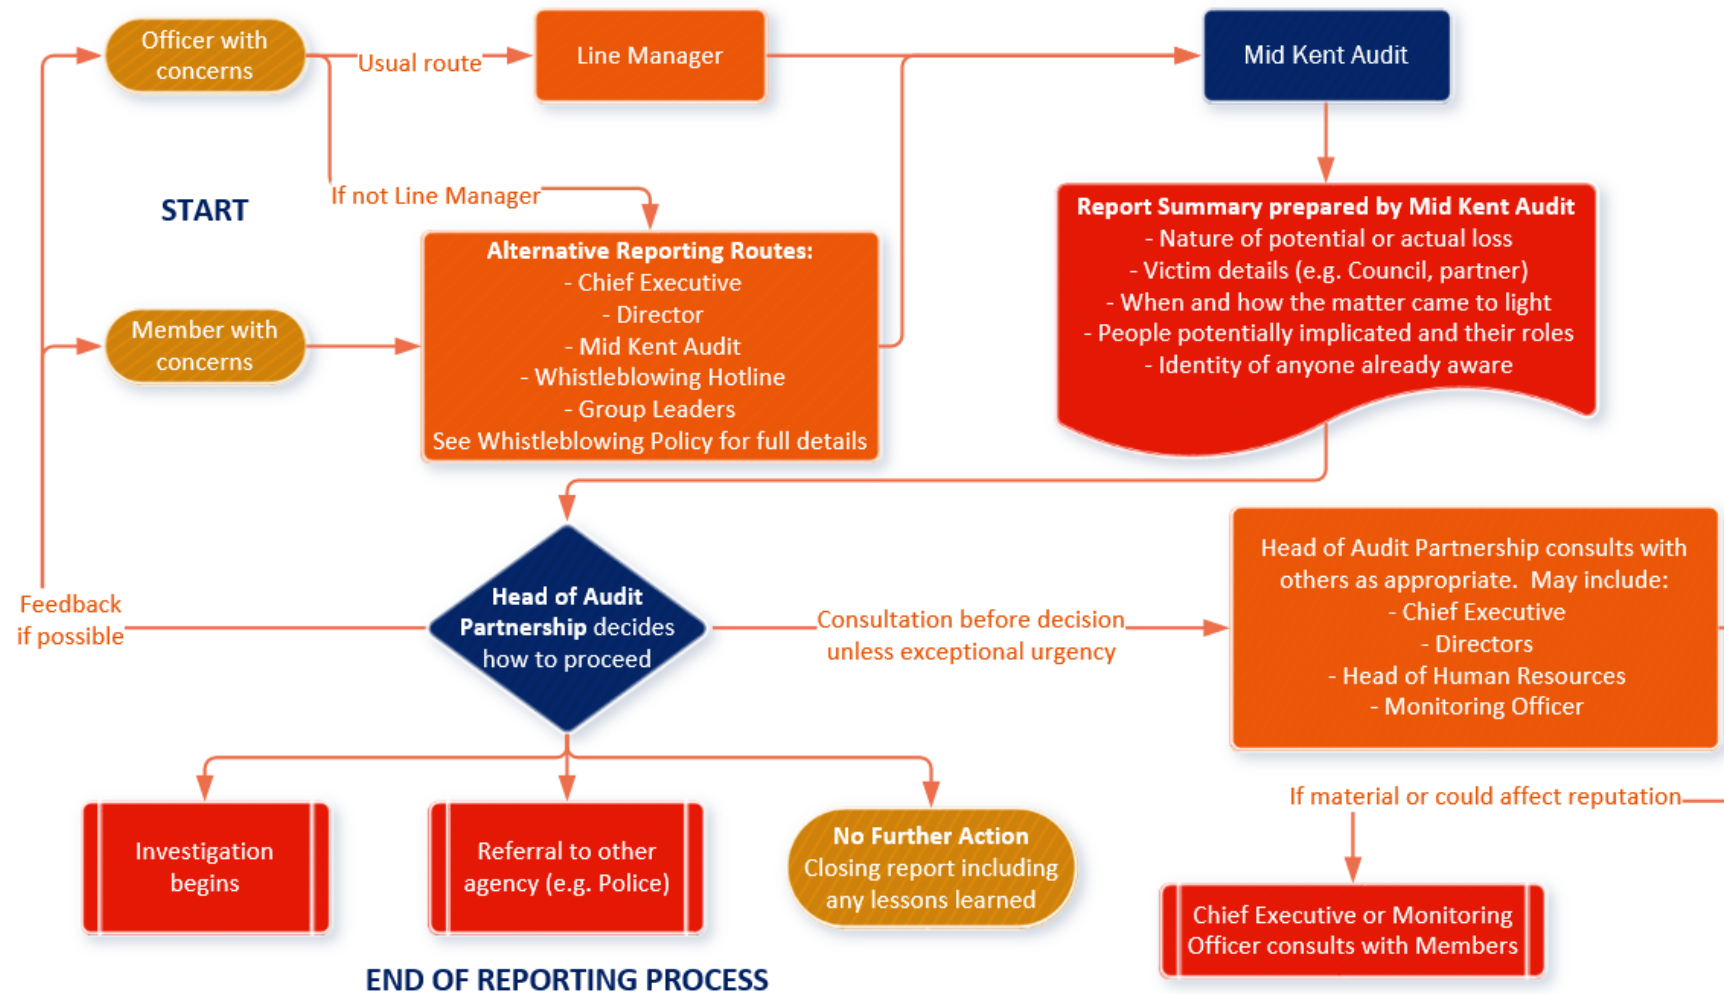 Officer with
concerns
Usual route
Line Manager
Mid Kent Audit
START
If not Line Manager
Alternative Reporting Routes:
- Chief Executive
- Director
- Mid Kent Audit
- Whistleblowing Hotline
- Group Leaders
See Whistleblowing Policy for full details
Member with
concerns
Report Summary prepared by Mid Kent Audit
- Nature of potential or actual loss
- Victim details (e.g. Council, partner)
- When and how the matter came to light
- People potentially implicated and their roles
- Identity of anyone already aware
Feedback
if possible
Head of Audit
Partnership decides
how to proceed
Consultation before decision
unless exceptional urgency
Head of Audit Partnership consults with
others as appropriate.  May include:
- Chief Executive
- Directors
- Head of Human Resources
- Monitoring Officer
If material or could affect reputation
Investigation
begins
Referral to other
agency (e.g. Police)
No Further Action
Closing report including
any lessons learned
Chief Executive or Monitoring
Officer consults with Members
END OF REPORTING PROCESS